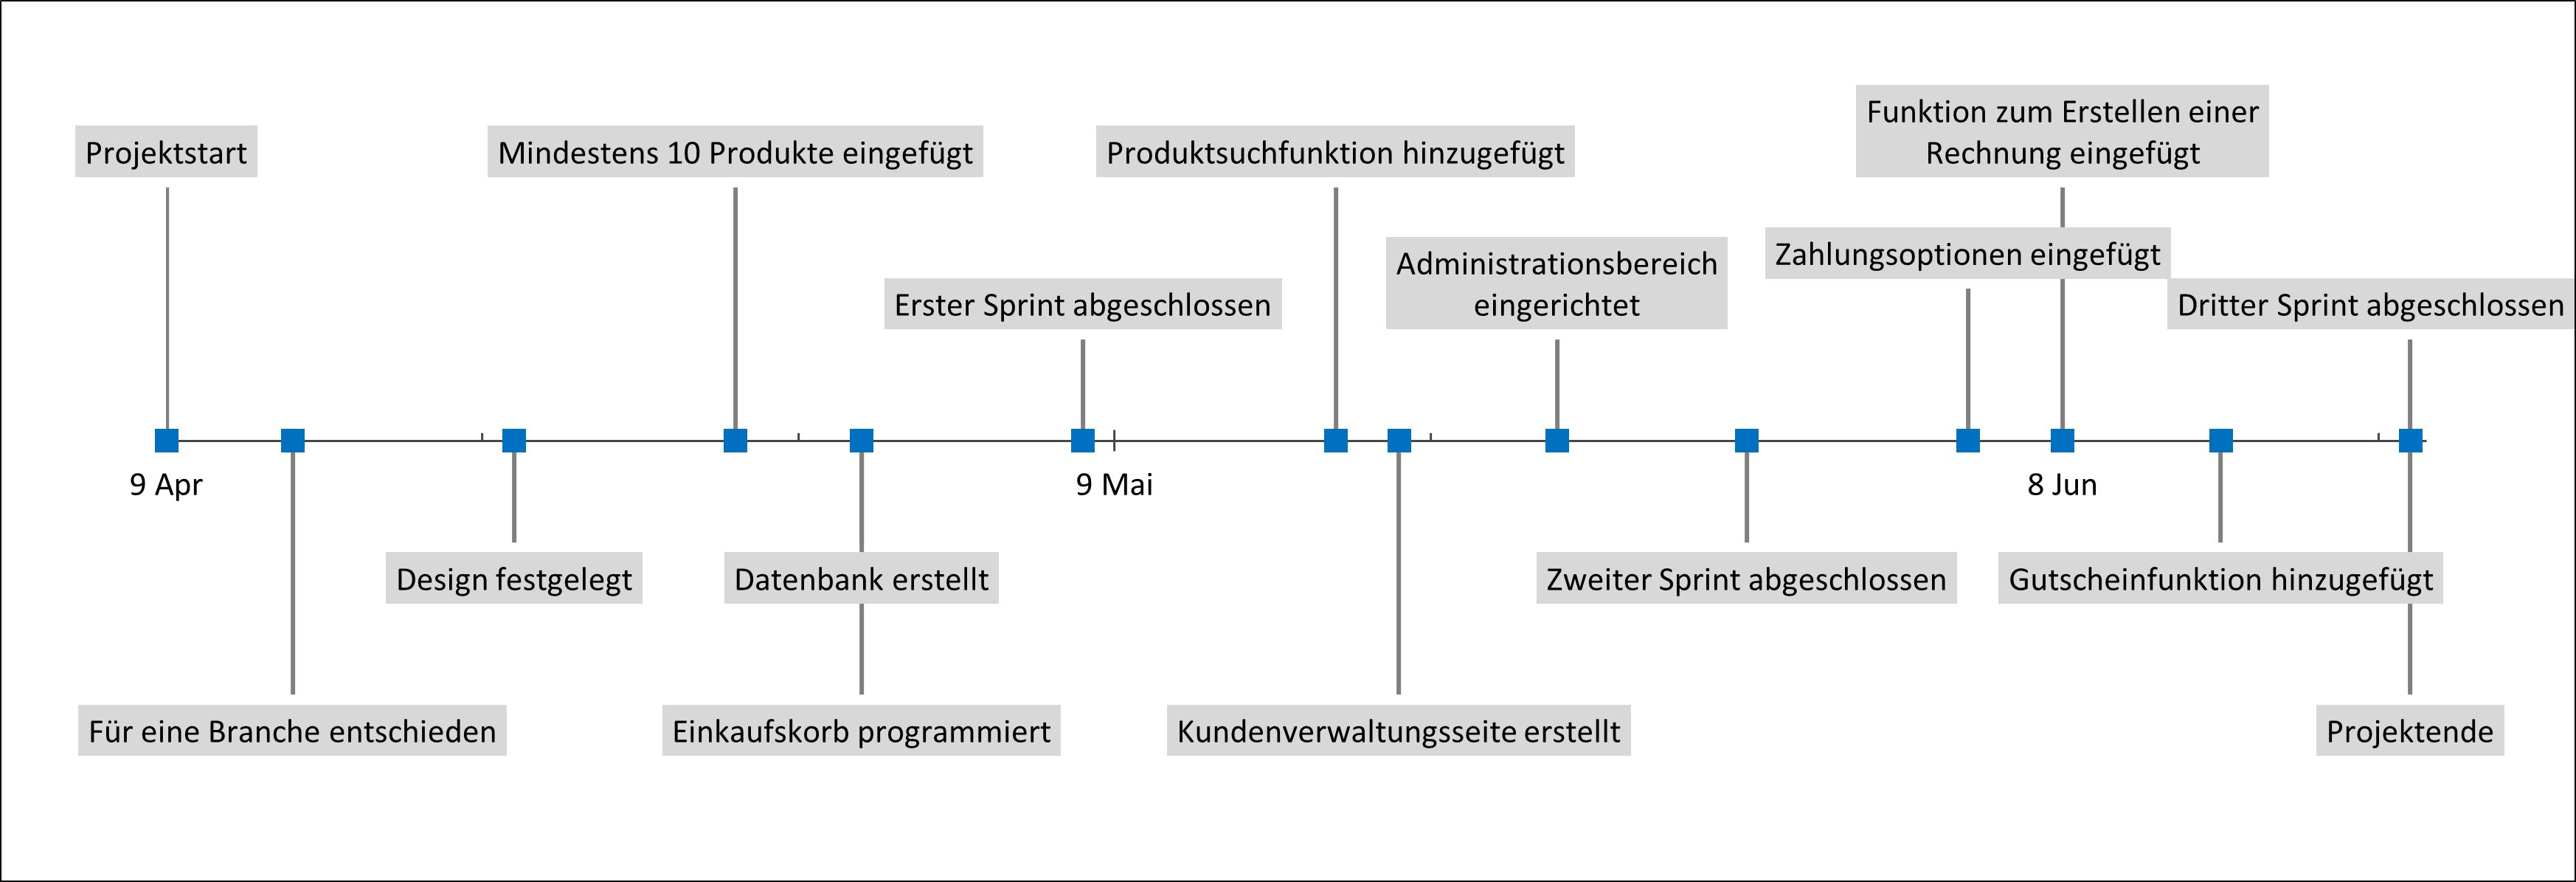 Funktion zum Erstellen einer
Rechnung eingefügt
Projektstart
Mindestens 10 Produkte eingefügt
Produktsuchfunktion hinzugefügt
Zahlungsoptionen eingefügt
Administrationsbereich
eingerichtet
Erster Sprint abgeschlossen
Dritter Sprint abgeschlossen
9 Apr
9 Mai
8 Jun
Design festgelegt
Datenbank erstellt
Zweiter Sprint abgeschlossen
Gutscheinfunktion hinzugefügt
Für eine Branche entschieden
Einkaufskorb programmiert
Kundenverwaltungsseite erstellt
Projektende